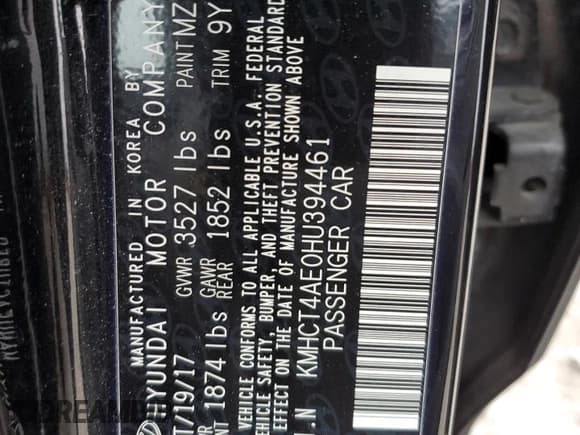 MANUFACTURED IN KOREA BY
HYUNDAI MOTOR COMPANY
/19/17 GVWR 3527 lbs PAINT MZ
GAWR
1874 lbs REAR 1852 lbs TRIM 9Y
VEHICLE CONFORMS TO ALL APPLICABLE U.S.A. FEDERAL
VEHICLE SAFETY, BUMPER, AND THEFT PREVENTION STANDARD
EFFECT ON THE DATE OF MANUFACTURE SHOWN ABOVE
I.N KMHCT4AE0HU394461
PASSENGER CAR